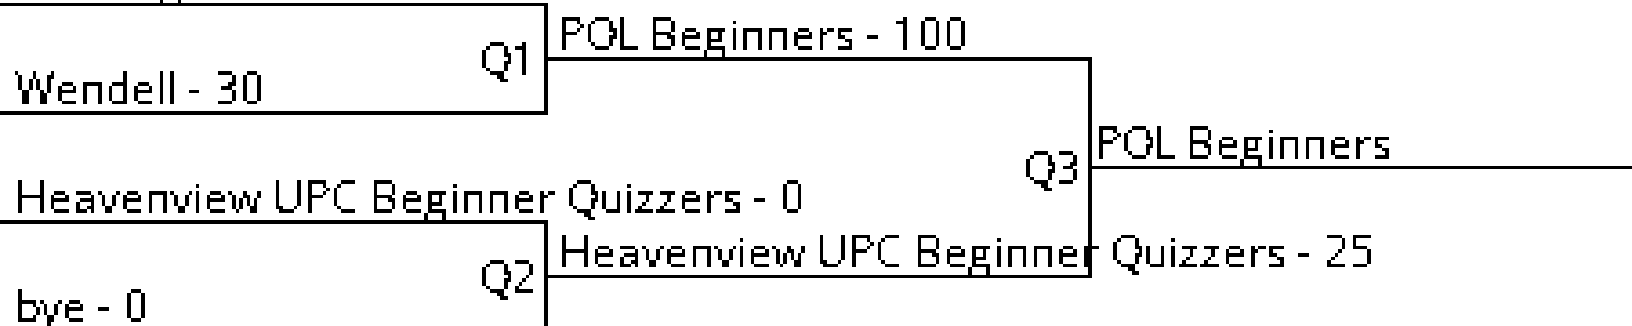 POL Beginners - 100
Q1
Wendell - 30
POL Beginners
Q3
Heavenview UPC Beginner Quizzers - 0
Heavenview UPC Beginner Quizzers - 25
Q2
bye - 0